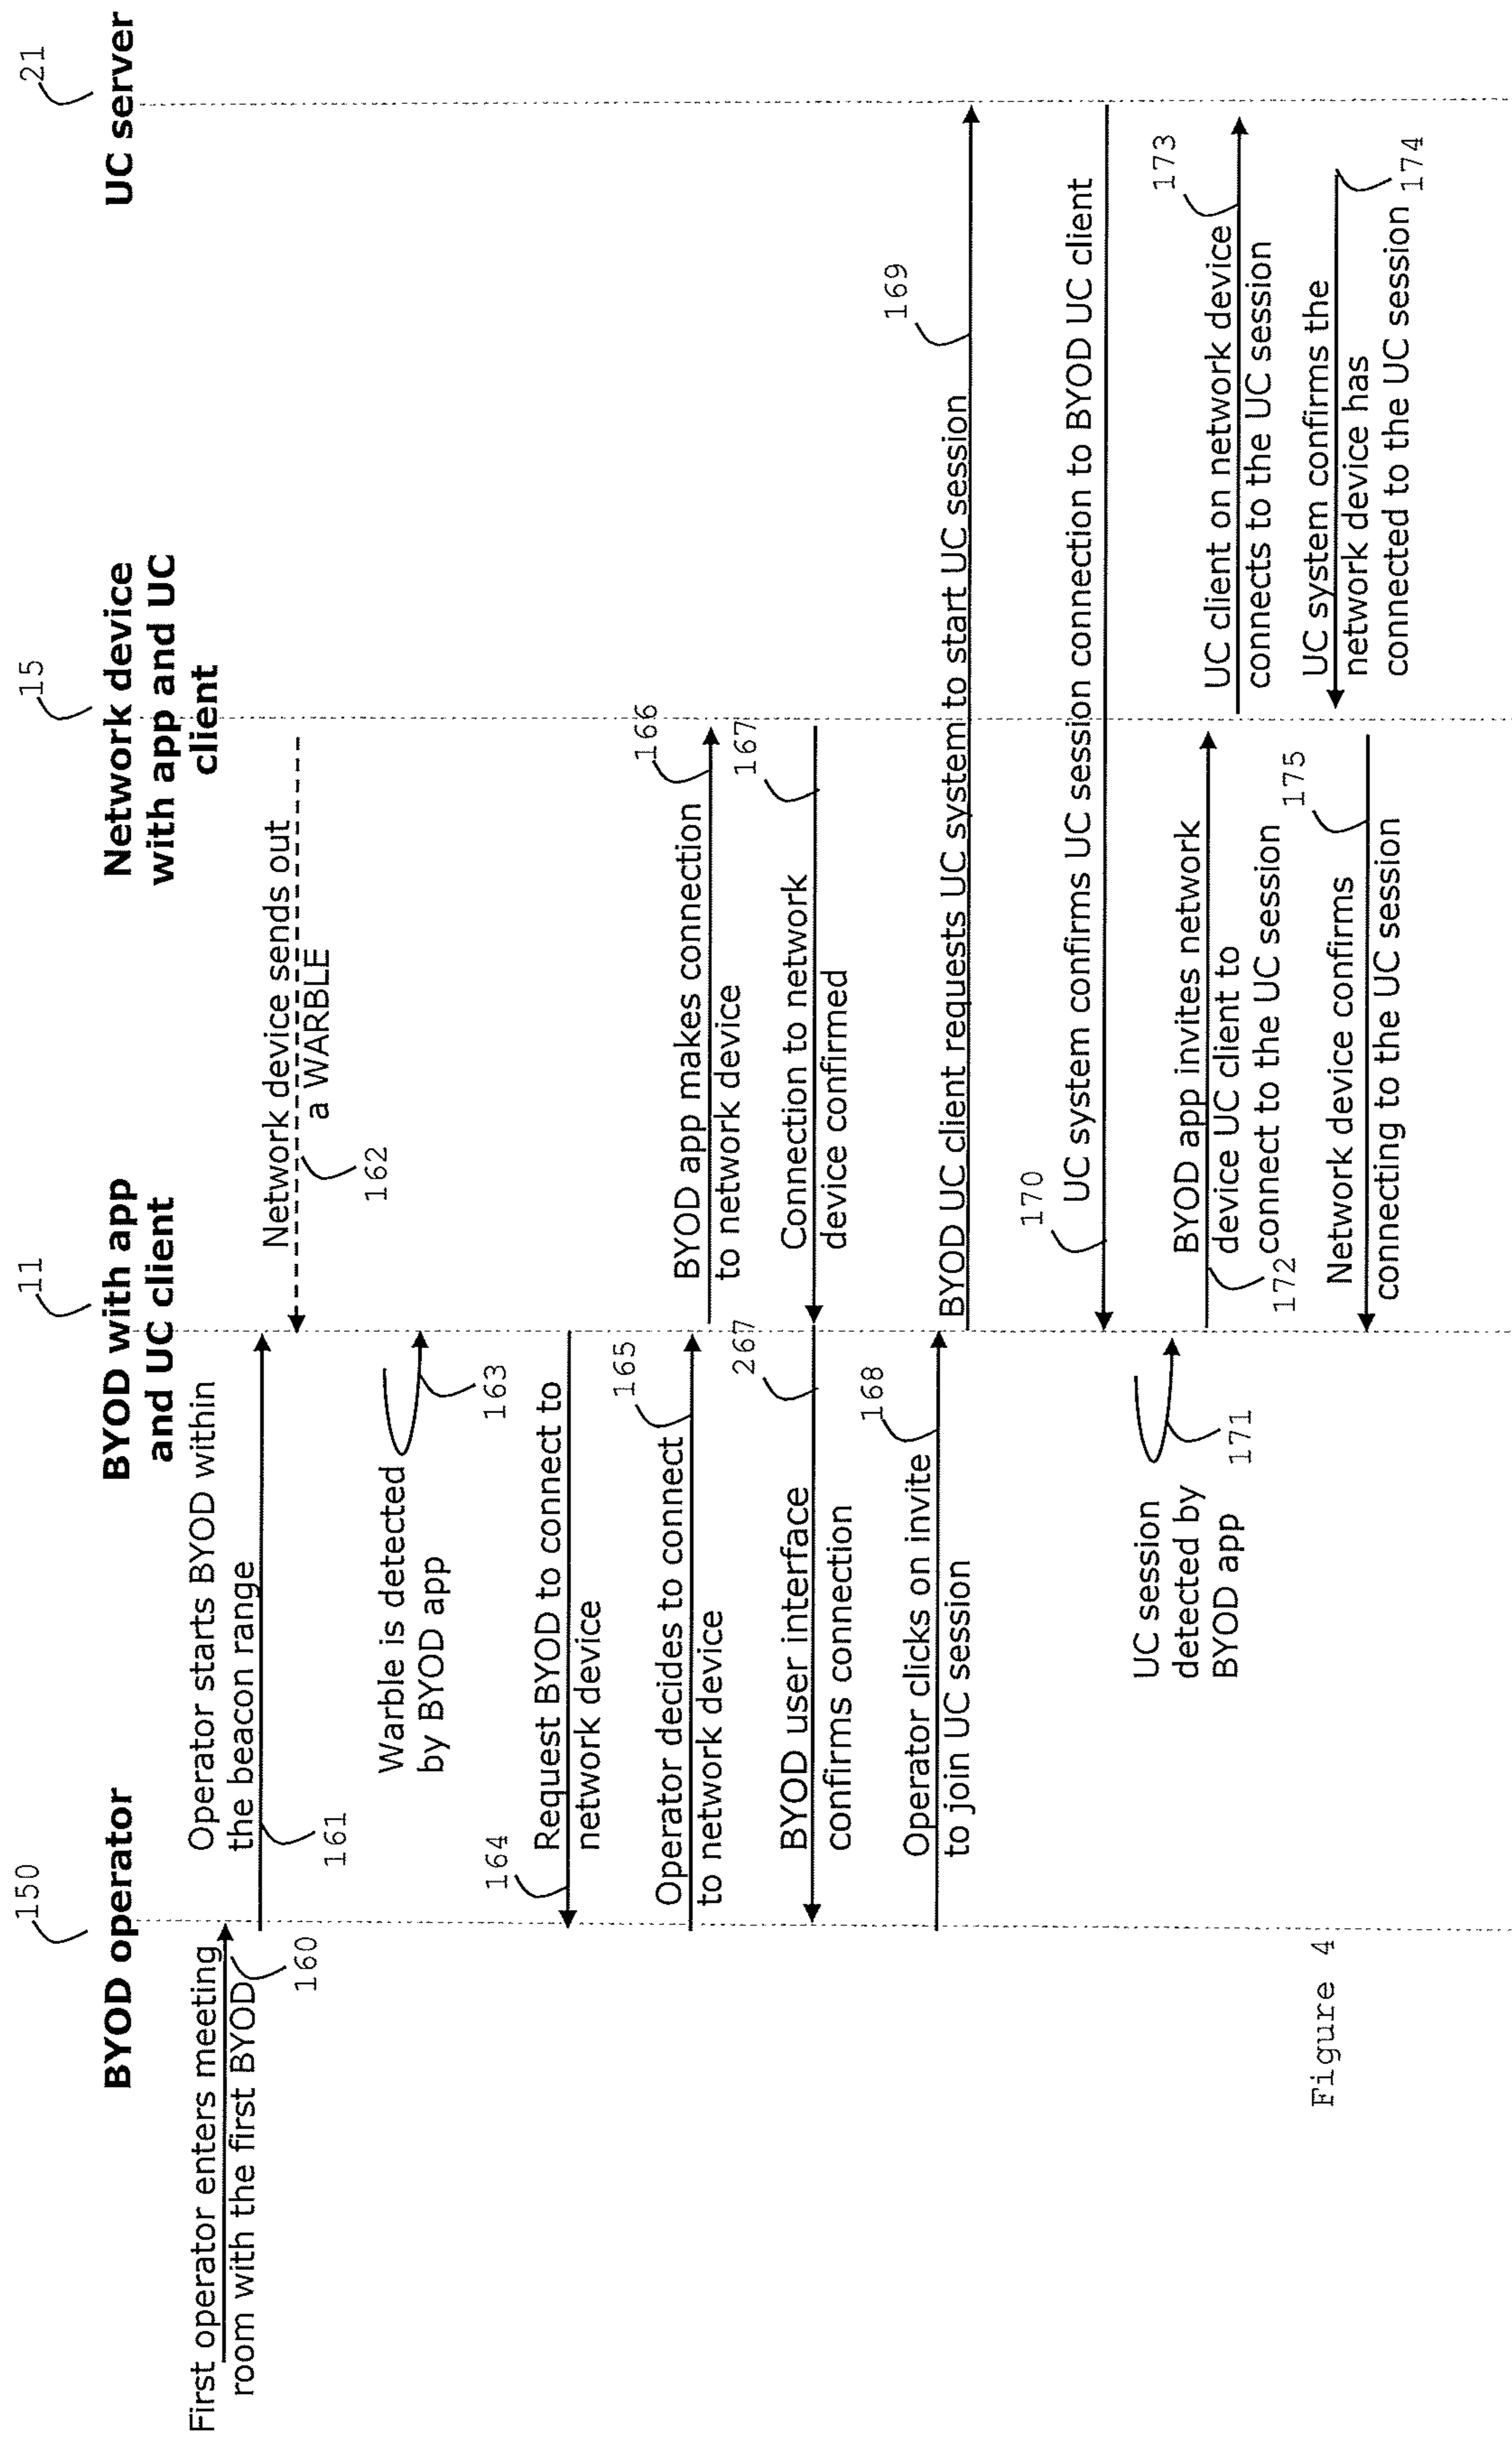 150
BYOD operator
11
BYOD with app
and UC client
15
Network device
with app and UC
client
21
UC server
First operator enters meeting
room with the first BYOD
160
Operator starts BYOD within
the beacon range
161
Network device sends out
a WARBLE
162
Warble is detected
by BYOD app
163
164
Request BYOD to connect to
network device
165
Operator decides to connect
to network device
166
BYOD app makes connection
to network device
167
Connection to network
device confirmed
267
BYOD user interface
confirms connection
168
Operator clicks on invite
to join UC session
169
BYOD UC client requests UC system to start UC session
170
UC system confirms UC session connection to BYOD UC client
UC session
detected by
BYOD app
171
BYOD app invites network
device UC client to
connect to the UC session
172
173
UC client on network device
connects to the UC session
UC system confirms the
network device has
connected to the UC session
174
175
Network device confirms
connecting to the UC session
Figure 4